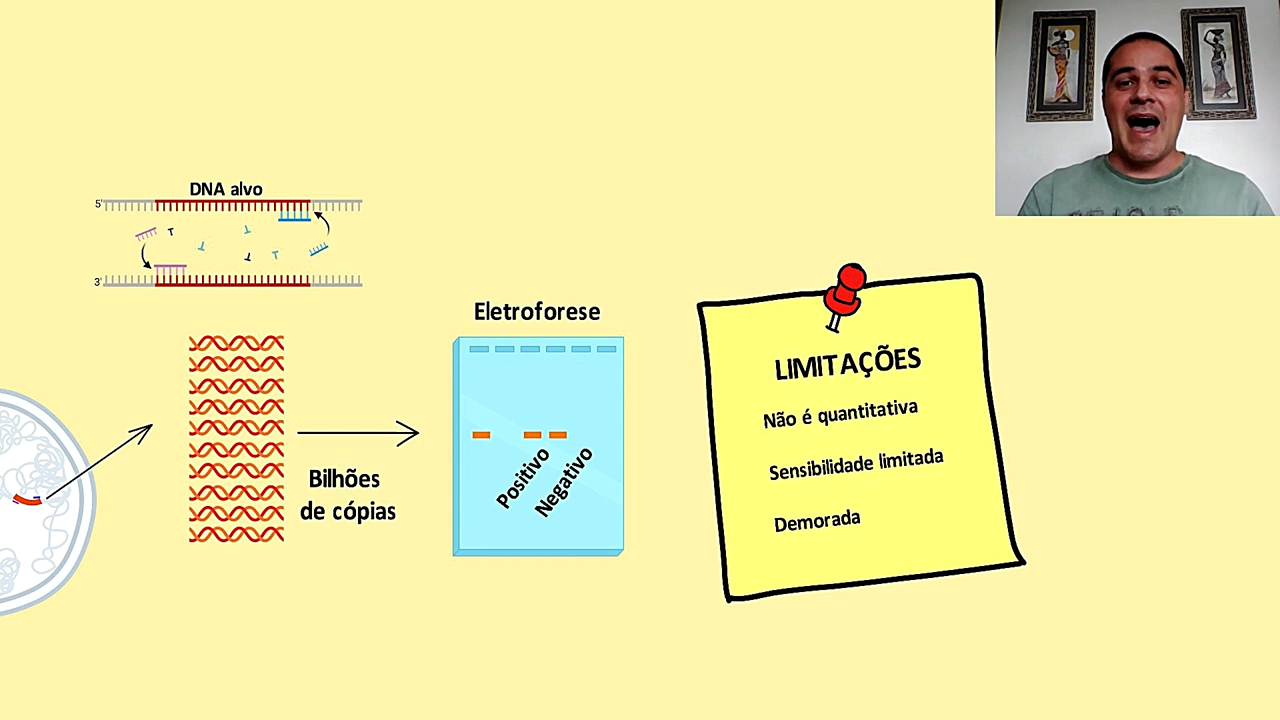 DNA alvo
5'
3'
Eletroforese
Positivo
Negativo
Bilhões
de cópias
LIMITAÇÕES
Não é quantitativa
Sensibilidade limitada
Demorada